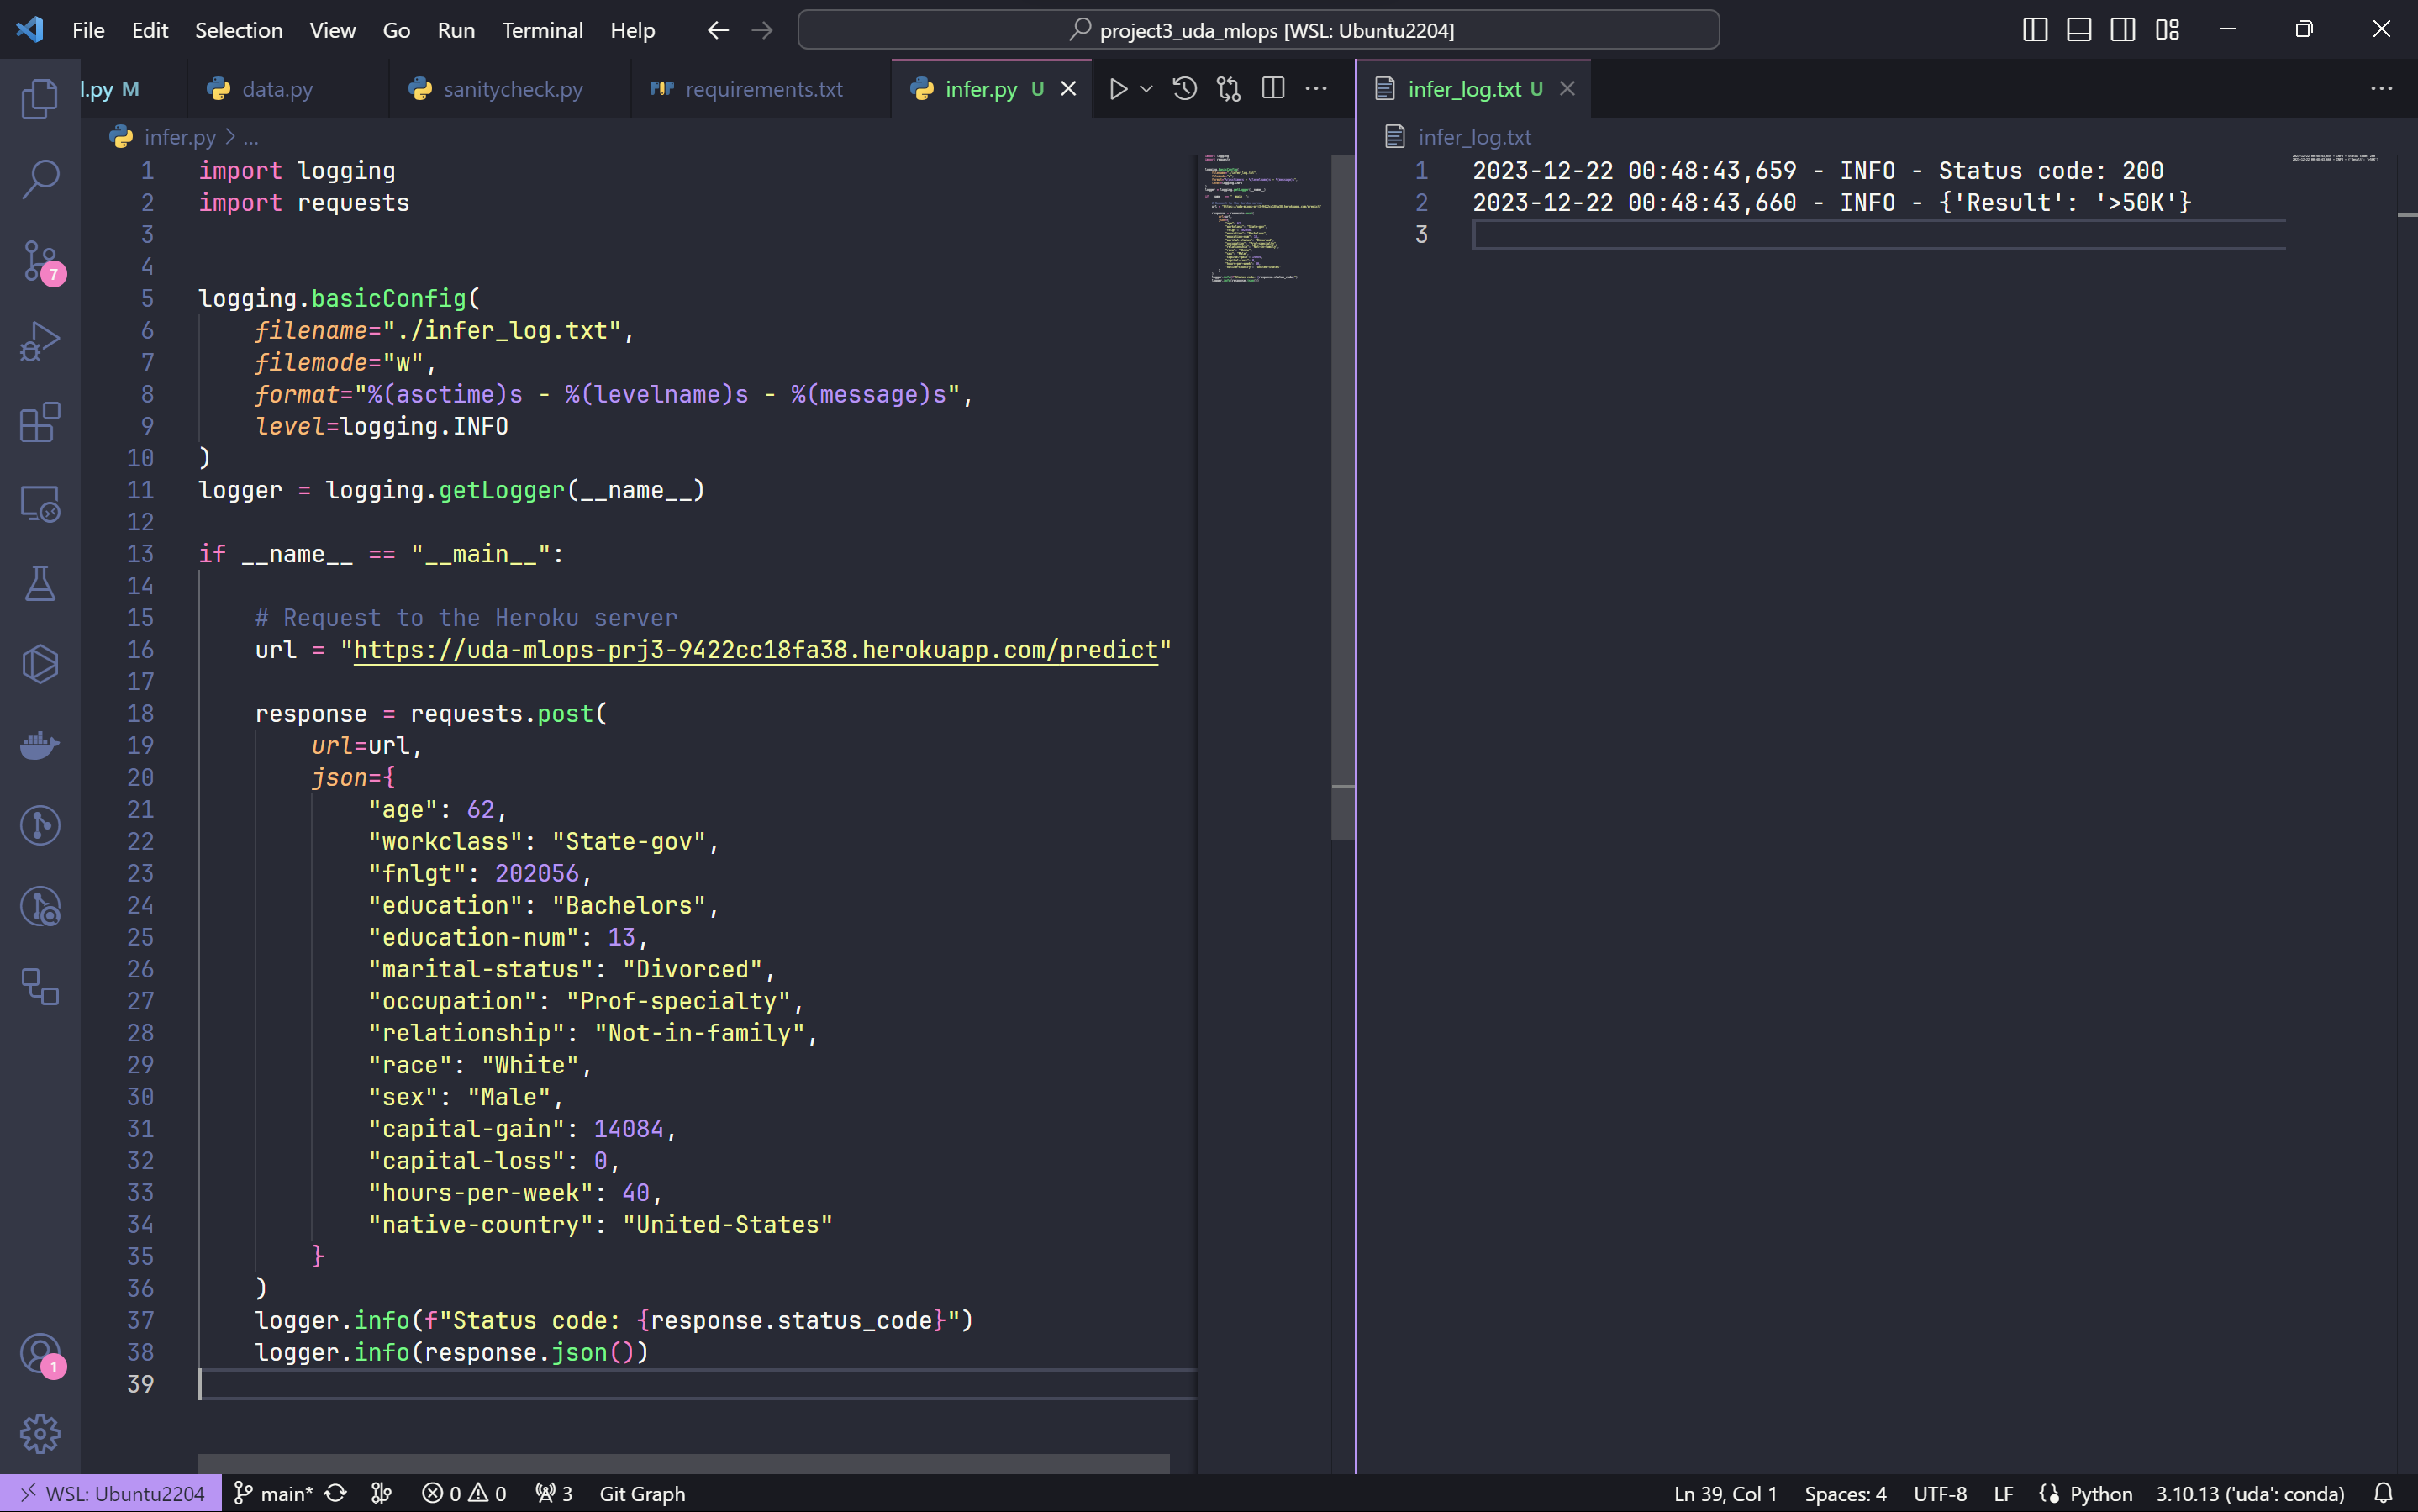 File Edit Selection View Go Run Terminal Help project3_uda_mlops [WSL: Ubuntu2204]
l.py M data.py sanitycheck.py requirements.txt infer.py U
infer.py > ...
1 import logging
2 import requests
3
4
5 logging.basicConfig(
6 filename="./infer_log.txt",
7 filemode="w",
8 format="%(asctime)s - %(levelname)s - %(message)s",
9 level=logging.INFO
10 )
11 logger = logging.getLogger(__name__)
12
13 if __name__ == "__main__":
14
15 # Request to the Heroku server
16 url = "https://uda-mlops-prj3-9422cc18fa38.herokuapp.com/predict"
17
18 response = requests.post(
19 url=url,
20 json={
21 "age": 62,
22 "workclass": "State-gov",
23 "fnlgt": 202056,
24 "education": "Bachelors",
25 "education-num": 13,
26 "marital-status": "Divorced",
27 "occupation": "Prof-specialty",
28 "relationship": "Not-in-family",
29 "race": "White",
30 "sex": "Male",
31 "capital-gain": 14084,
32 "capital-loss": 0,
33 "hours-per-week": 40,
34 "native-country": "United-States"
35 }
36 )
37 logger.info(f"Status code: {response.status_code}")
38 logger.info(response.json())
39
infer_log.txt U
infer_log.txt
1 2023-12-22 00:48:43,659 - INFO - Status code: 200
2 2023-12-22 00:48:43,660 - INFO - {'Result': '>50K'}
3
7
1
WSL: Ubuntu2204 main* 0 0 3 Git Graph Ln 39, Col 1 Spaces: 4 UTF-8 LF Python 3.10.13 ('uda': conda)